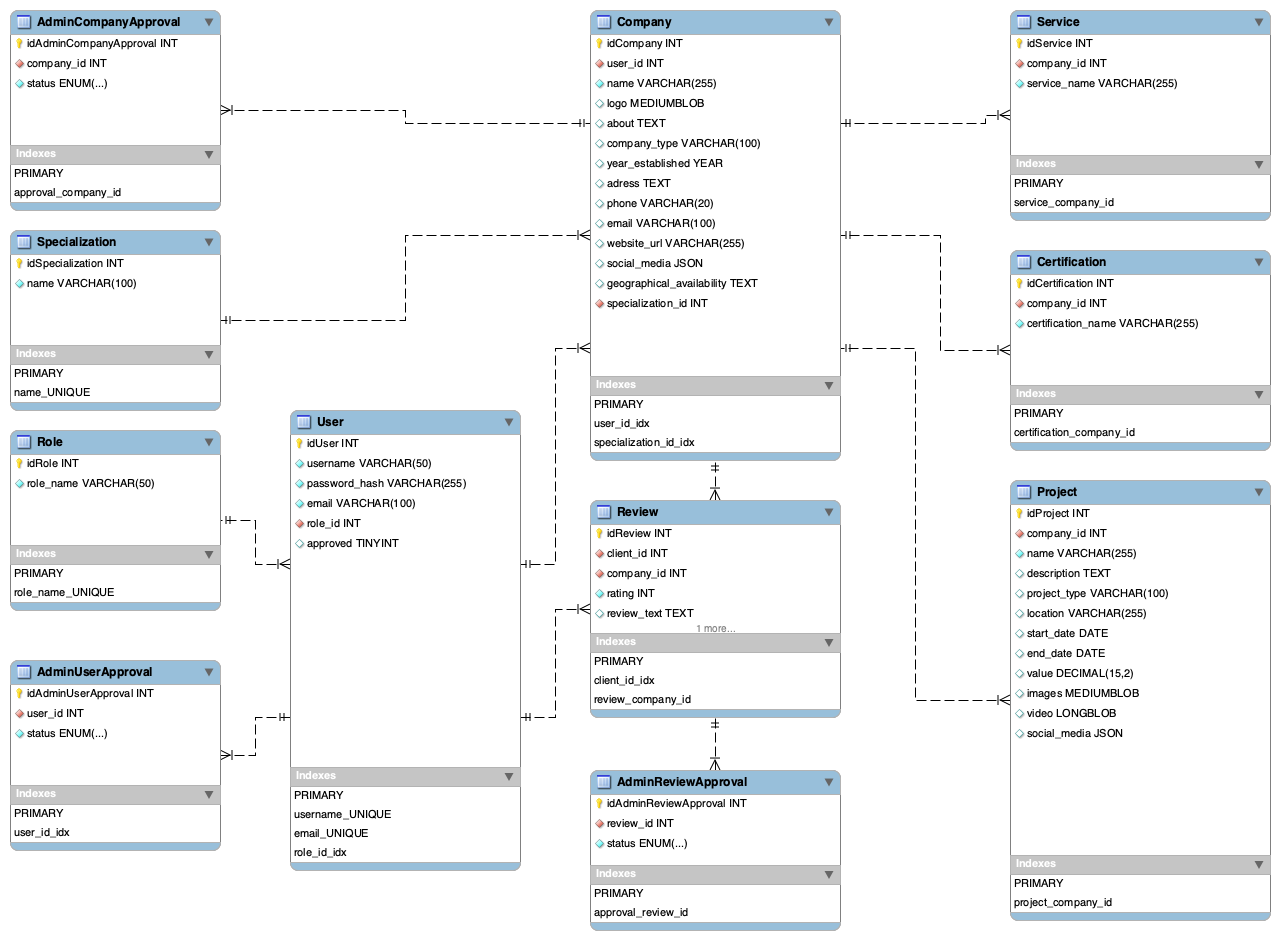 AdminCompanyApproval
idAdminCompanyApproval INT
company_id INT
status ENUM(...)
Indexes
PRIMARY
approval_company_id
Specialization
idSpecialization INT
name VARCHAR(100)
Indexes
PRIMARY
name_UNIQUE
Role
idRole INT
role_name VARCHAR(50)
Indexes
PRIMARY
role_name_UNIQUE
AdminUserApproval
idAdminUserApproval INT
user_id INT
status ENUM(...)
Indexes
PRIMARY
user_id_idx
User
idUser INT
username VARCHAR(50)
password_hash VARCHAR(255)
email VARCHAR(100)
role_id INT
approved TINYINT
Indexes
PRIMARY
username_UNIQUE
email_UNIQUE
role_id_idx
Company
idCompany INT
user_id INT
name VARCHAR(255)
logo MEDIUMBLOB
about TEXT
company_type VARCHAR(100)
year_established YEAR
adress TEXT
phone VARCHAR(20)
email VARCHAR(100)
website_url VARCHAR(255)
social_media JSON
geographical_availability TEXT
specialization_id INT
Indexes
PRIMARY
user_id_idx
specialization_id_idx
Review
idReview INT
client_id INT
company_id INT
rating INT
review_text TEXT
1 more...
Indexes
PRIMARY
client_id_idx
review_company_id
AdminReviewApproval
idAdminReviewApproval INT
review_id INT
status ENUM(...)
Indexes
PRIMARY
approval_review_id
Service
idService INT
company_id INT
service_name VARCHAR(255)
Indexes
PRIMARY
service_company_id
Certification
idCertification INT
company_id INT
certification_name VARCHAR(255)
Indexes
PRIMARY
certification_company_id
Project
idProject INT
company_id INT
name VARCHAR(255)
description TEXT
project_type VARCHAR(100)
location VARCHAR(255)
start_date DATE
end_date DATE
value DECIMAL(15,2)
images MEDIUMBLOB
video LONGBLOB
social_media JSON
Indexes
PRIMARY
project_company_id